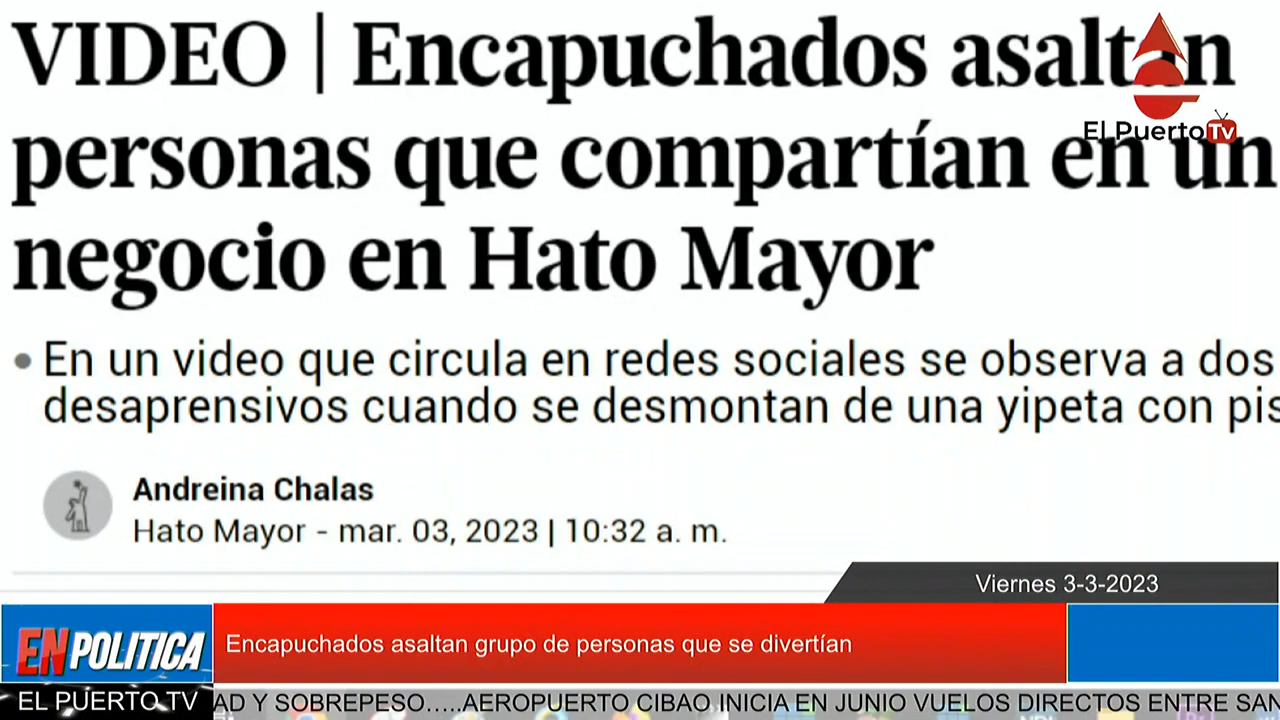 VIDEO | Encapuchados asaltan
personas que compartían en un
negocio en Hato Mayor
El Puerto Tv
• En un video que circula en redes sociales se observa a dos
desaprensivos cuando se desmontan de una yipeta con pis
Andreina Chalas
Hato Mayor - mar. 03, 2023 | 10:32 a. m.
Viernes 3-3-2023
EN POLITICA
Encapuchados asaltan grupo de personas que se divertían
EL PUERTO TV
AD Y SOBREPESO.....AEROPUERTO CIBAO INICIA EN JUNIO VUELOS DIRECTOS ENTRE SAN